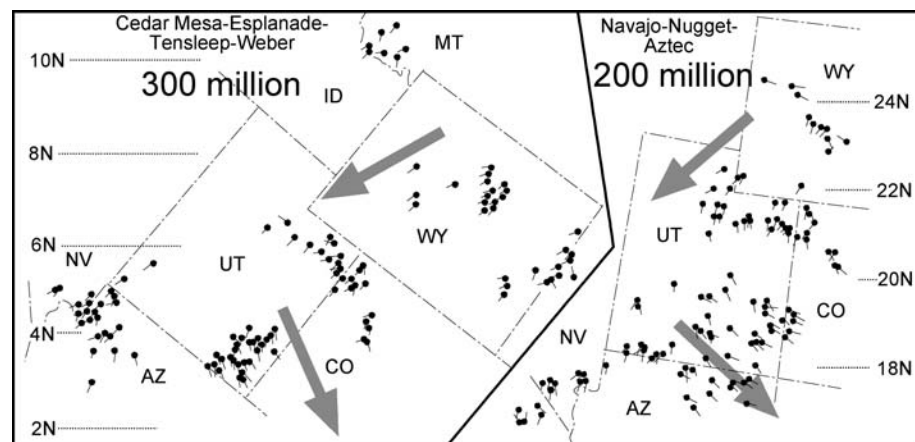 Cedar Mesa-Esplanade-
Tensleep-Weber
300 million
MT
ID
10N
8N
6N
4N
2N
NV
UT
WY
AZ
CO
Navajo-Nugget-
Aztec
200 million
WY
24N
22N
UT
20N
CO
NV
18N
AZ